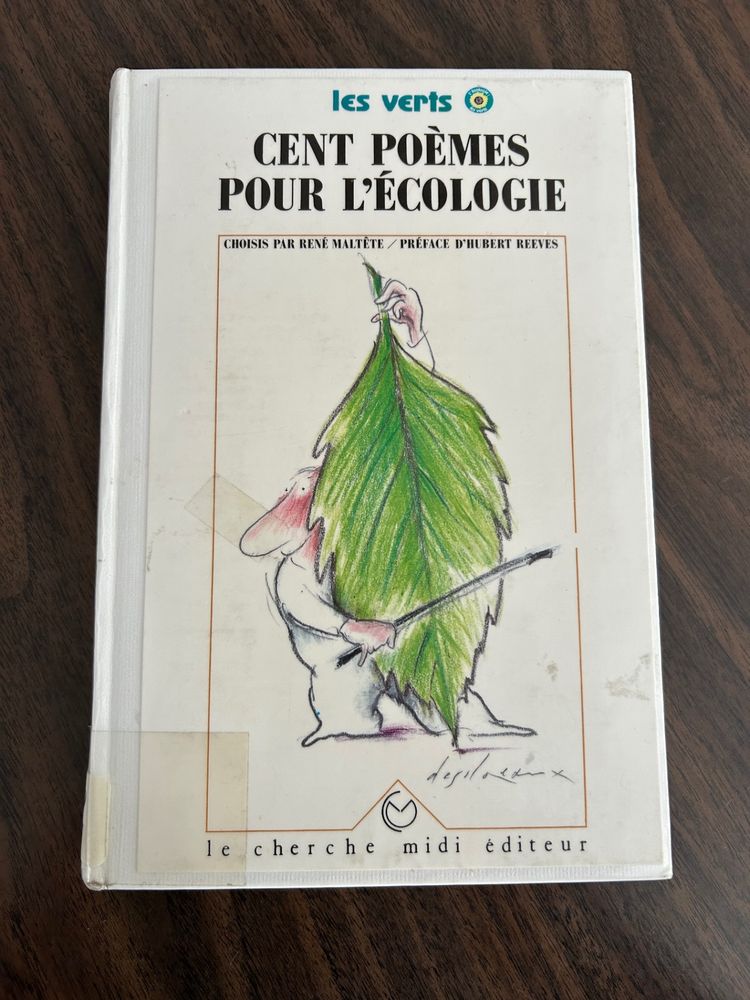 les verts
CENT POÈMES
POUR L'ÉCOLOGIE
CHOISIS PAR RENÉ MALTÊTE / PRÉFACE D'HUBERT REEVES
le cherche midi éditeur